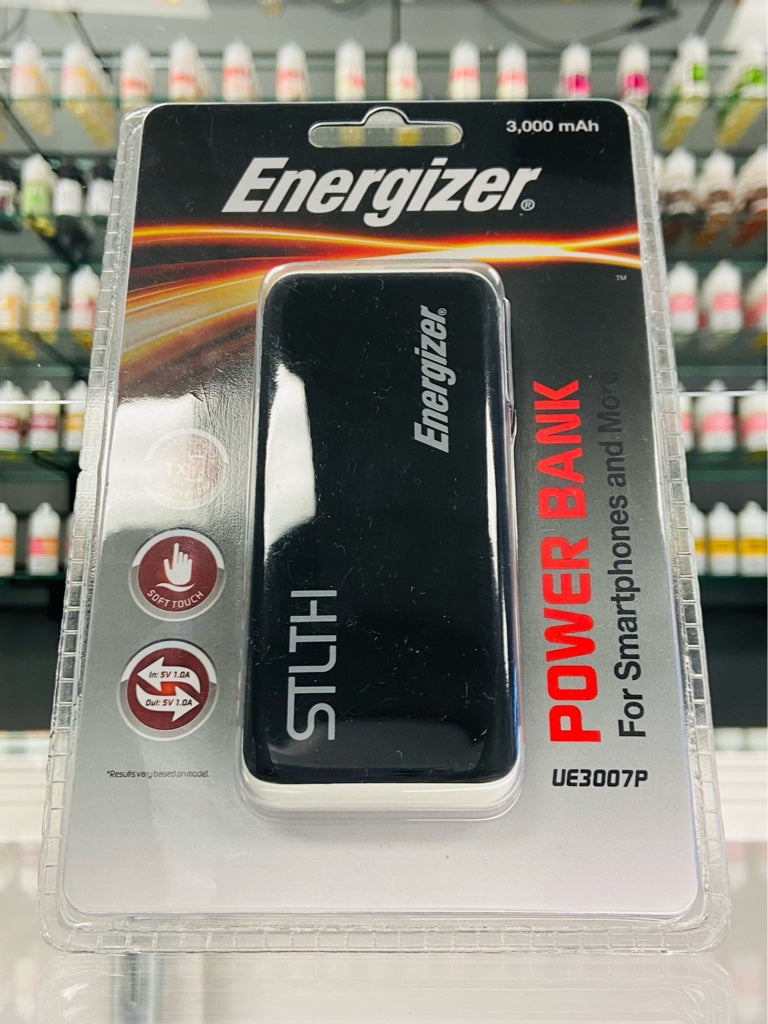 3,000 mAh
Energizer®
™
Energizer®
STLTH
POWER BANK
For Smartphones and More
SOFT TOUCH
In: 5V 1.0A
Out: 5V 1.0A
*Results vary based on model.
UE3007P